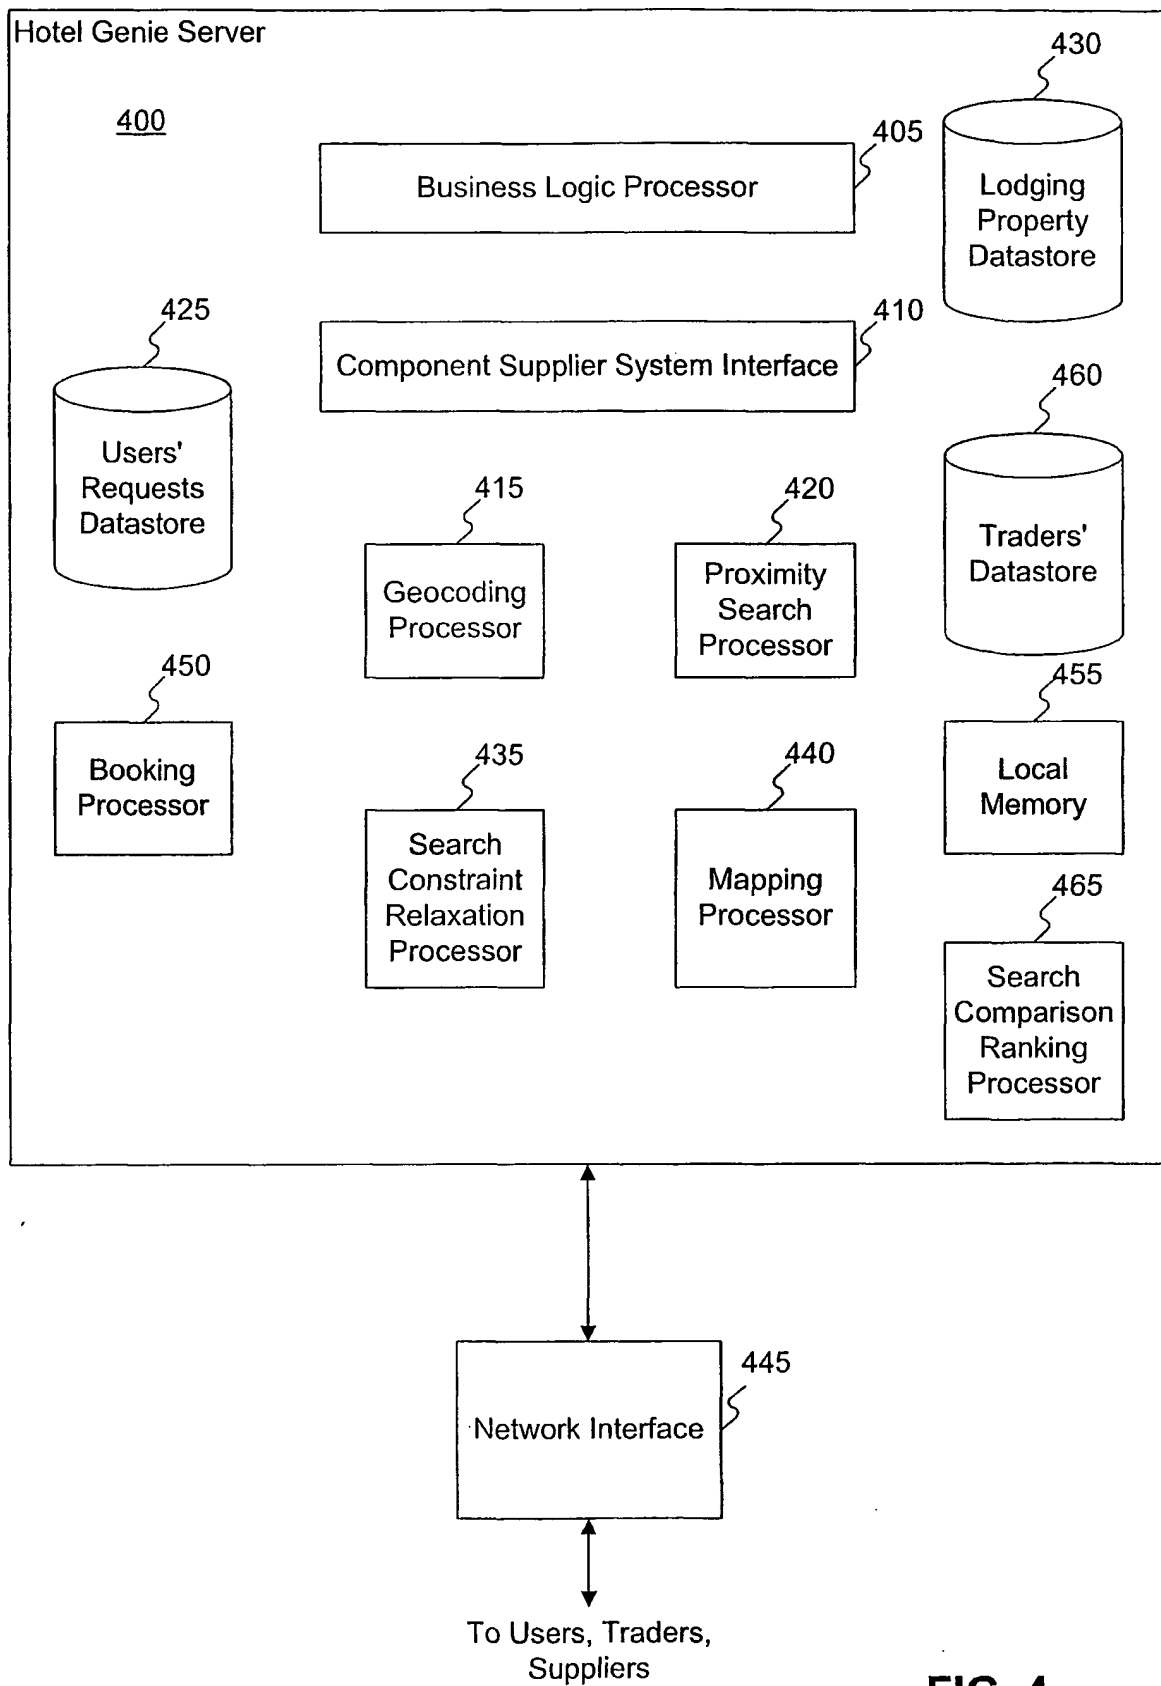 Hotel Genie Server
430
400
405
Business Logic Processor
Lodging
Property
Datastore
425
410
Component Supplier System Interface
460
Users'
Requests
Datastore
415
420
Traders'
Datastore
Geocoding
Processor
Proximity
Search
Processor
450
455
Booking
Processor
435
440
Local
Memory
Search
Constraint
Relaxation
Processor
Mapping
Processor
465
Search
Comparison
Ranking
Processor
445
Network Interface
To Users, Traders,
Suppliers
FIG. 4